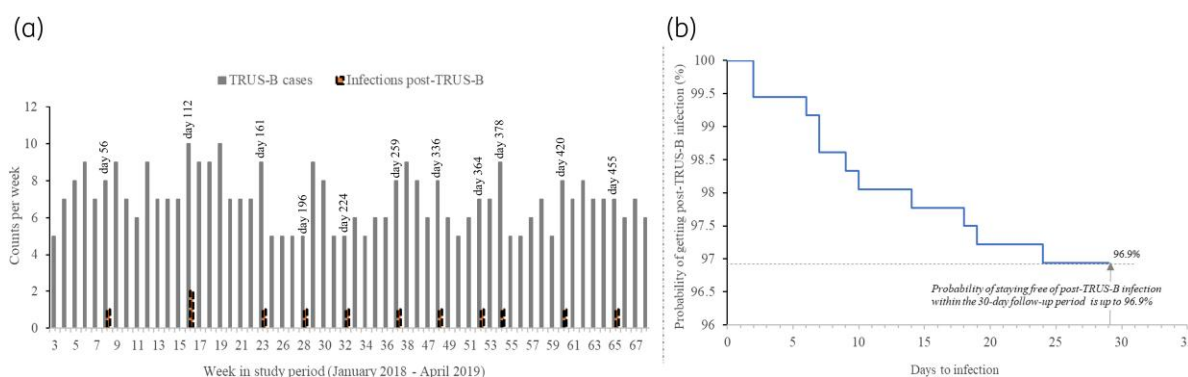 (a)
(b)
TRUS-B cases
Infections post-TRUS-B
Counts per week
12
10
8
6
4
2
0
day 56
day 112
day 161
day 196
day 224
day 259
day 336
day 364
day 378
day 420
day 455
3 5 7 9 11 13 15 17 19 21 23 26 28 30 32 34 36 38 47 49 51 53 55 57 59 61 63 65 67
Week in study period (January 2018 - April 2019)
Probability of getting post-TRUS-B infection (%)
100
99.5
99
98.5
98
97.5
97
96.5
96
96.9%
Probability of staying free of post-TRUS-B infection
within the 30-day follow-up period is up to 96.9%
0 5 10 15 20 25 30 3
Days to infection